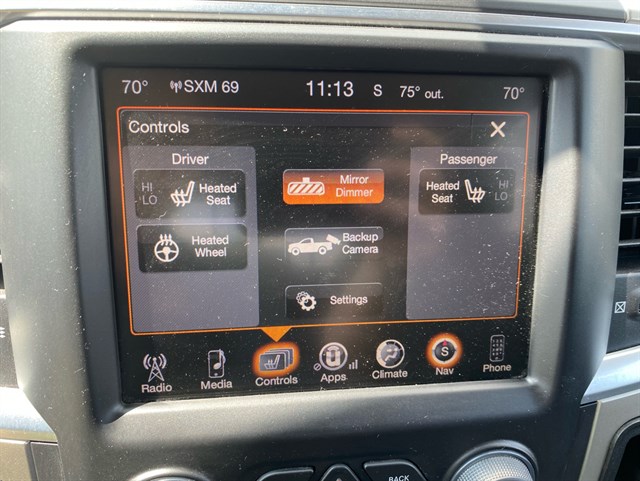 70° SXM 69 11:13 S 75° out. 70°
Controls
Driver
Passenger
HI
LO
Heated
Seat
Mirror
Dimmer
Heated
Seat
HI
LO
Heated
Wheel
Backup
Camera
Settings
Radio
Media
Controls
U
Apps
Climate
S
Nav
Phone
BACK